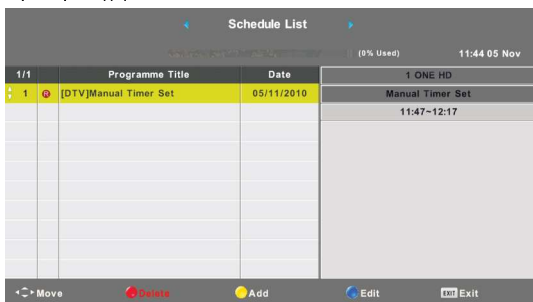 Schedule List
(0% Used) 11:44 05 Nov
1/1 Programme Title Date 1 ONE HD
1 R [DTV]Manual Timer Set 05/11/2010 Manual Timer Set
11:47~12:17
Move Delete Add Edit EXIT Exit